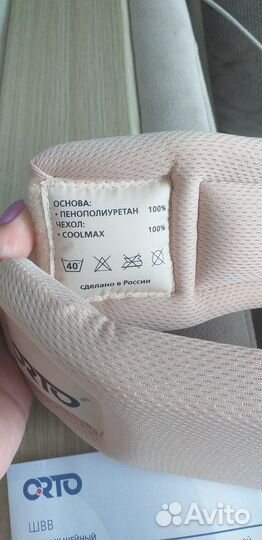 ОСНОВА:
• ПЕНОПОЛИУРЕТАН 100%
ЧЕХОЛ:
• COOLMAX 100%
40
сделано в России
ORTO®
ORTO
ШВВ
Avito